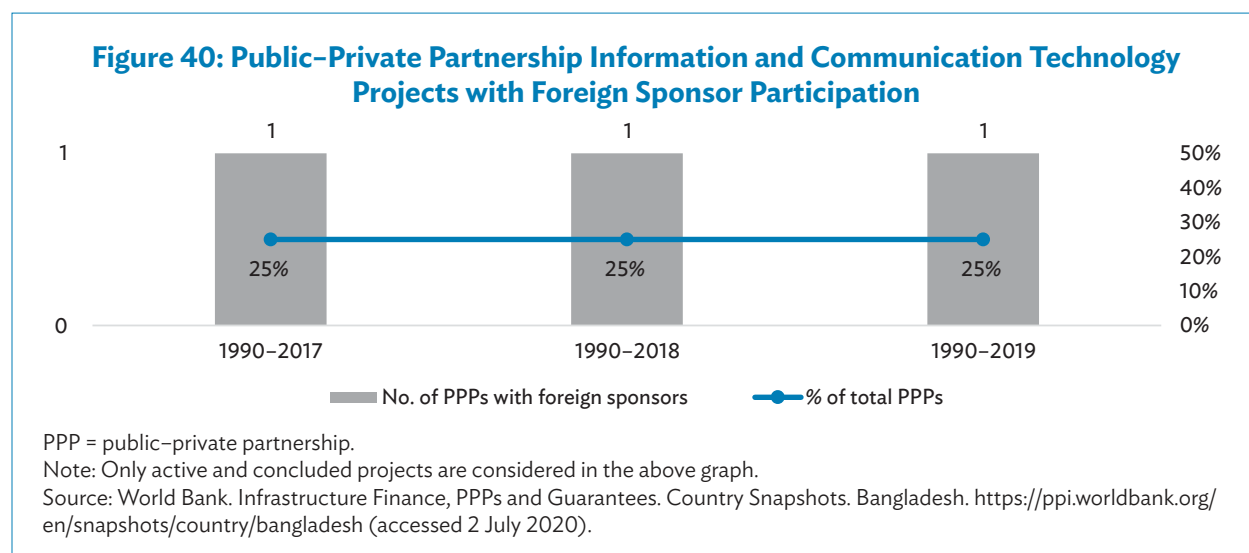 Figure 40: Public–Private Partnership Information and Communication Technology
Projects with Foreign Sponsor Participation
1 1 1
1 50%
40%
30%
25% 25% 25%
20%
10%
0 0%
1990–2017 1990–2018 1990–2019
No. of PPPs with foreign sponsors % of total PPPs
PPP = public–private partnership.
Note: Only active and concluded projects are considered in the above graph.
Source: World Bank. Infrastructure Finance, PPPs and Guarantees. Country Snapshots. Bangladesh. https://ppi.worldbank.org/
en/snapshots/country/bangladesh (accessed 2 July 2020).